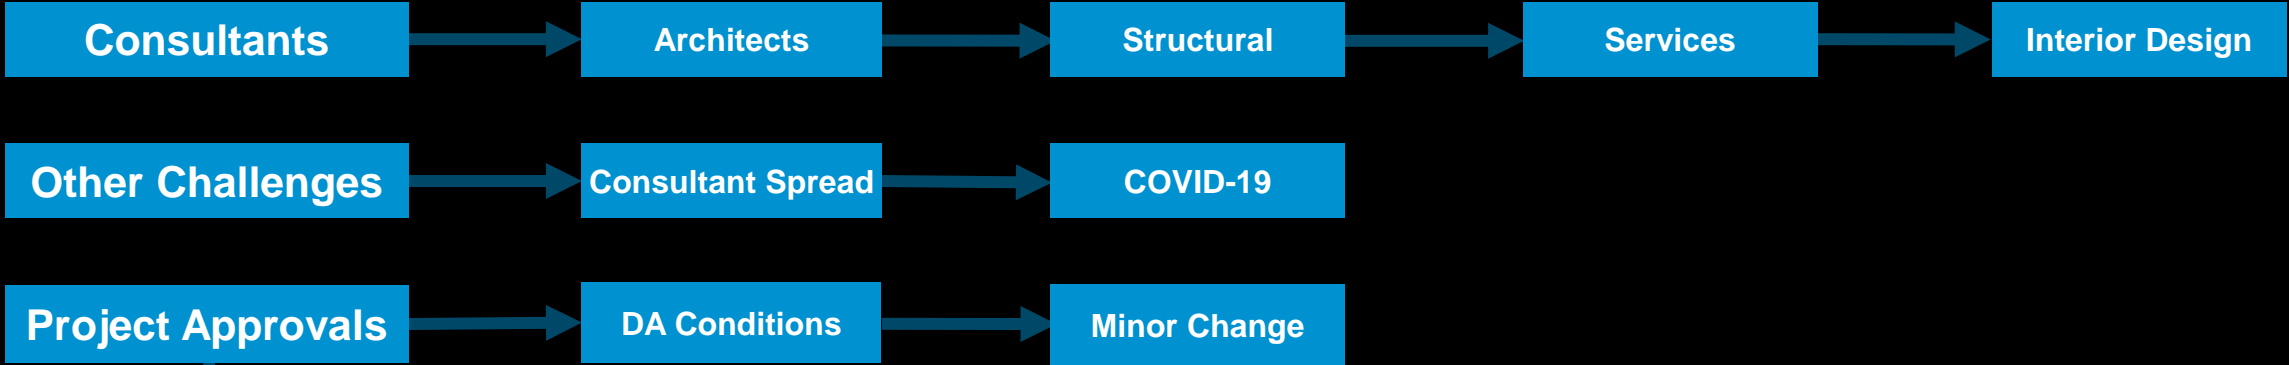 Consultants
Architects
Structural
Services
Interior Design
Other Challenges
Consultant Spread
COVID-19
Project Approvals
DA Conditions
Minor Change